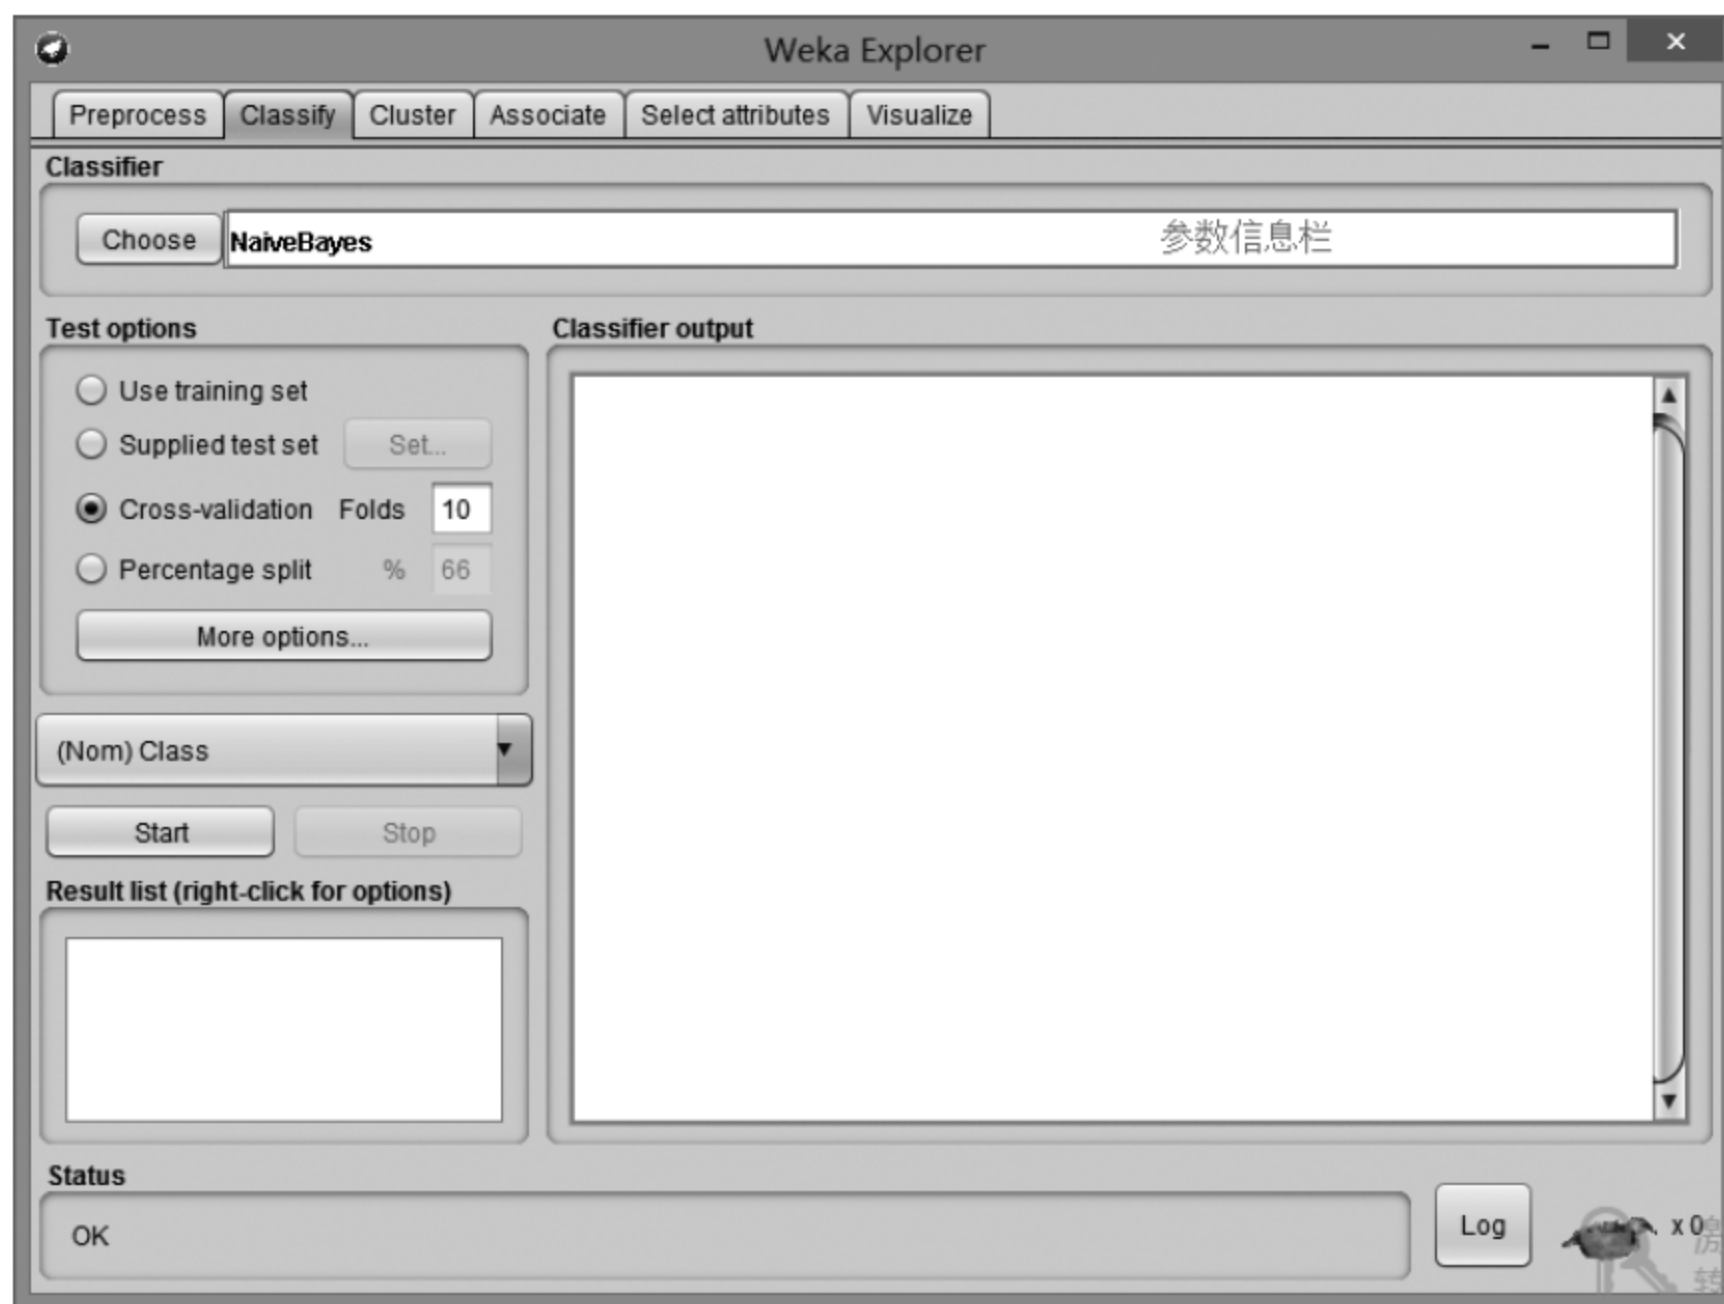 Weka Explorer
Preprocess Classify Cluster Associate Select attributes Visualize
Classifier
Choose NaiveBayes 参数信息栏
Test options
Use training set
Supplied test set Set...
Cross-validation Folds 10
Percentage split % 66
More options...
(Nom) Class
Start Stop
Result list (right-click for options)
Classifier output
Status
OK
Log x 0
转